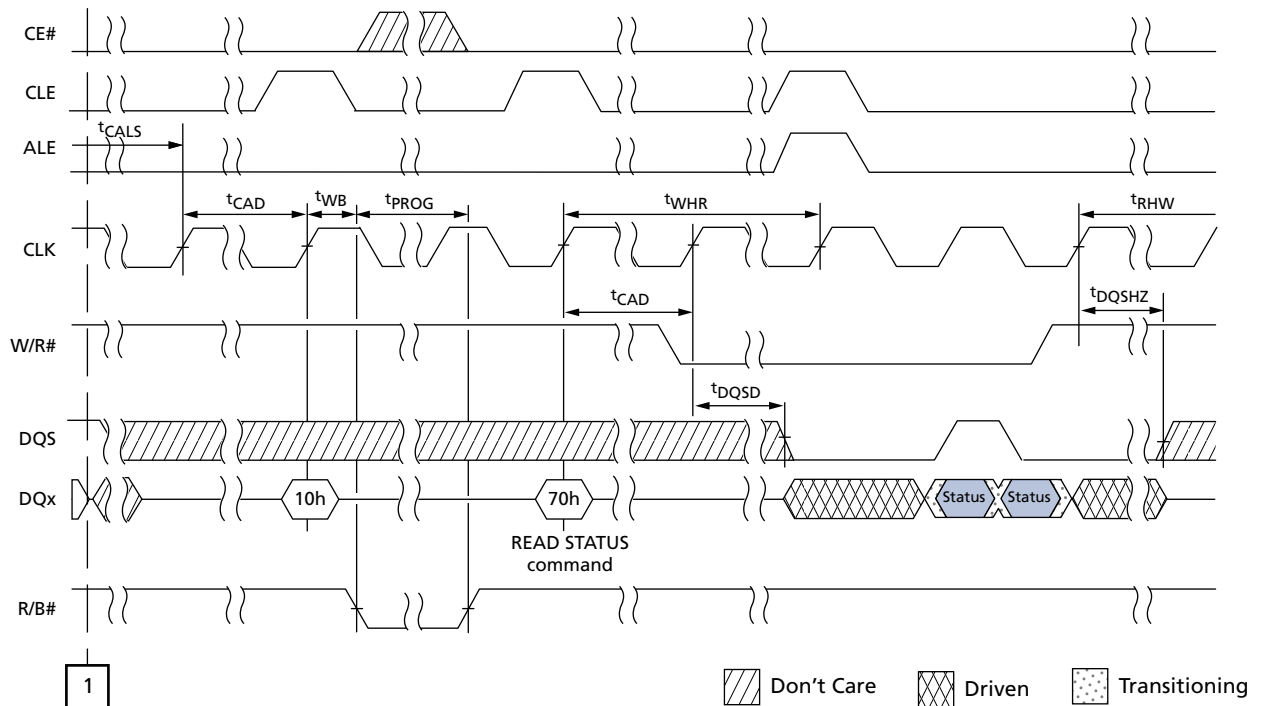 CE#
CLE
tCALS
ALE
tCAD
tWB
tPROG
tWHR
tRHW
CLK
tCAD
tDQSHZ
W/R#
tDQSD
DQS
DQx
10h
70h
Status
Status
READ STATUS
command
R/B#
1
Don't Care
Driven
Transitioning